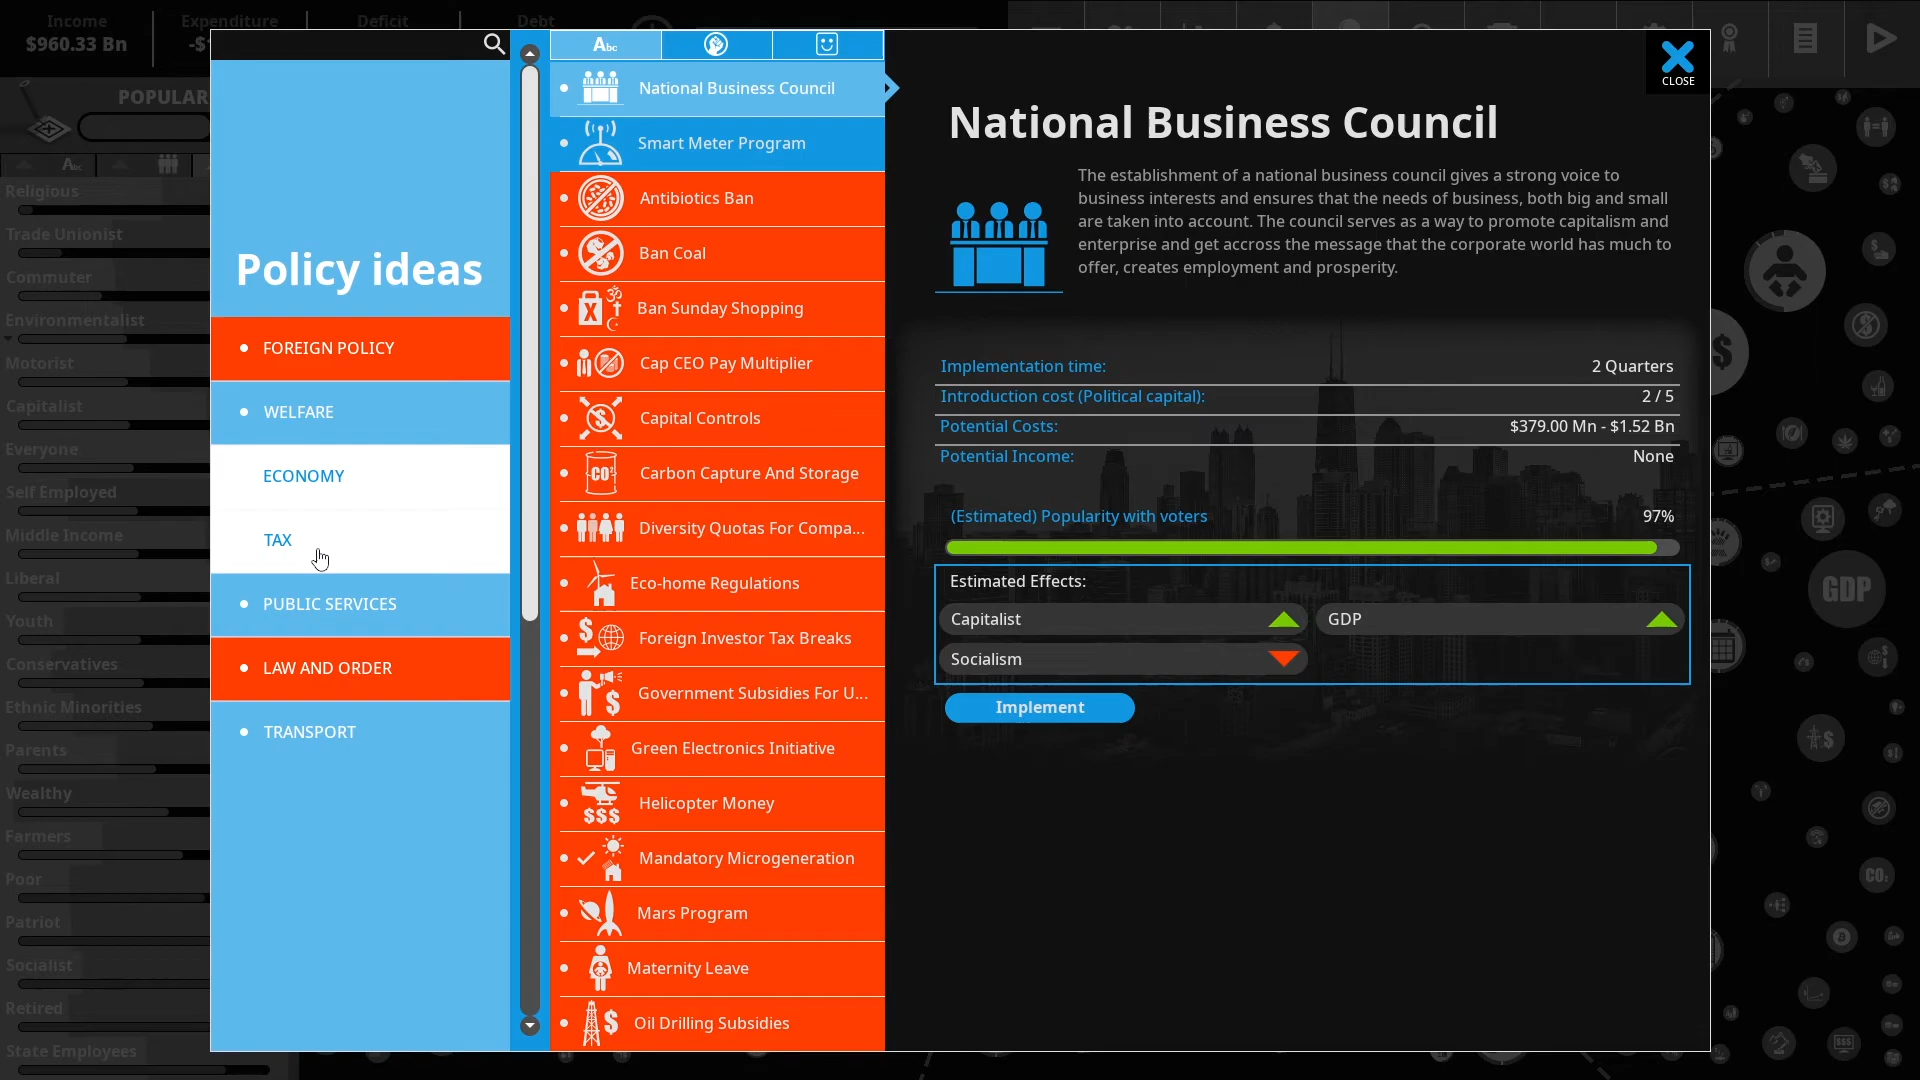 Income
Expenditure
Deficit
Debt
$960.33 Bn
POPULAR
Abc
Religious
Trade Unionist
Commuter
Environmentalist
Motorist
Capitalist
Everyone
Self Employed
Middle Income
Liberal
Youth
Conservatives
Ethnic Minorities
Parents
Wealthy
Farmers
Poor
Patriot
Socialist
Retired
State Employees
Policy ideas
FOREIGN POLICY
WELFARE
ECONOMY
TAX
PUBLIC SERVICES
LAW AND ORDER
TRANSPORT
Abc
National Business Council
Smart Meter Program
Antibiotics Ban
Ban Coal
Ban Sunday Shopping
Cap CEO Pay Multiplier
Capital Controls
Carbon Capture And Storage
Diversity Quotas For Compa...
Eco-home Regulations
Foreign Investor Tax Breaks
Government Subsidies For U...
Green Electronics Initiative
Helicopter Money
Mandatory Microgeneration
Mars Program
Maternity Leave
Oil Drilling Subsidies
CLOSE
National Business Council
The establishment of a national business council gives a strong voice to
business interests and ensures that the needs of business, both big and small
are taken into account. The council serves as a way to promote capitalism and
enterprise and get accross the message that the corporate world has much to
offer, creates employment and prosperity.
Implementation time: 2 Quarters
Introduction cost (Political capital): 2 / 5
Potential Costs: $379.00 Mn - $1.52 Bn
Potential Income: None
(Estimated) Popularity with voters 97%
Estimated Effects:
Capitalist
GDP
Socialism
Implement
GDP
CO₂